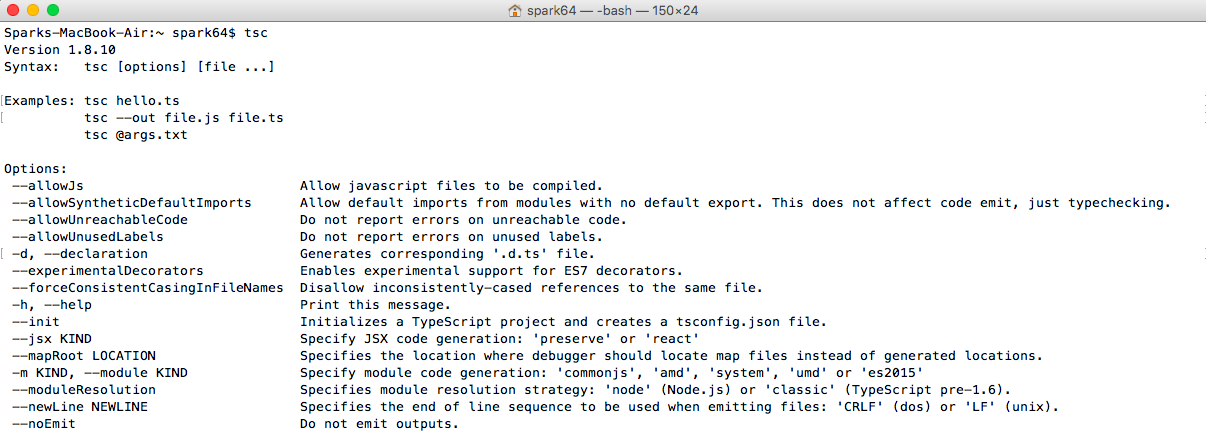 spark64 — -bash — 150×24
Sparks-MacBook-Air:~ spark64$ tsc
Version 1.8.10
Syntax:   tsc [options] [file ...]
Examples: tsc hello.ts
          tsc --out file.js file.ts
          tsc @args.txt
Options:
 --allowJs                           Allow javascript files to be compiled.
 --allowSyntheticDefaultImports      Allow default imports from modules with no default export. This does not affect code emit, just typechecking.
 --allowUnreachableCode              Do not report errors on unreachable code.
 --allowUnusedLabels                 Do not report errors on unused labels.
 -d, --declaration                   Generates corresponding '.d.ts' file.
 --experimentalDecorators            Enables experimental support for ES7 decorators.
 --forceConsistentCasingInFileNames  Disallow inconsistently-cased references to the same file.
 -h, --help                          Print this message.
 --init                              Initializes a TypeScript project and creates a tsconfig.json file.
 --jsx KIND                          Specify JSX code generation: 'preserve' or 'react'
 --mapRoot LOCATION                  Specifies the location where debugger should locate map files instead of generated locations.
 -m KIND, --module KIND              Specify module code generation: 'commonjs', 'amd', 'system', 'umd' or 'es2015'
 --moduleResolution                  Specifies module resolution strategy: 'node' (Node.js) or 'classic' (TypeScript pre-1.6).
 --newLine NEWLINE                   Specifies the end of line sequence to be used when emitting files: 'CRLF' (dos) or 'LF' (unix).
 --noEmit                            Do not emit outputs.